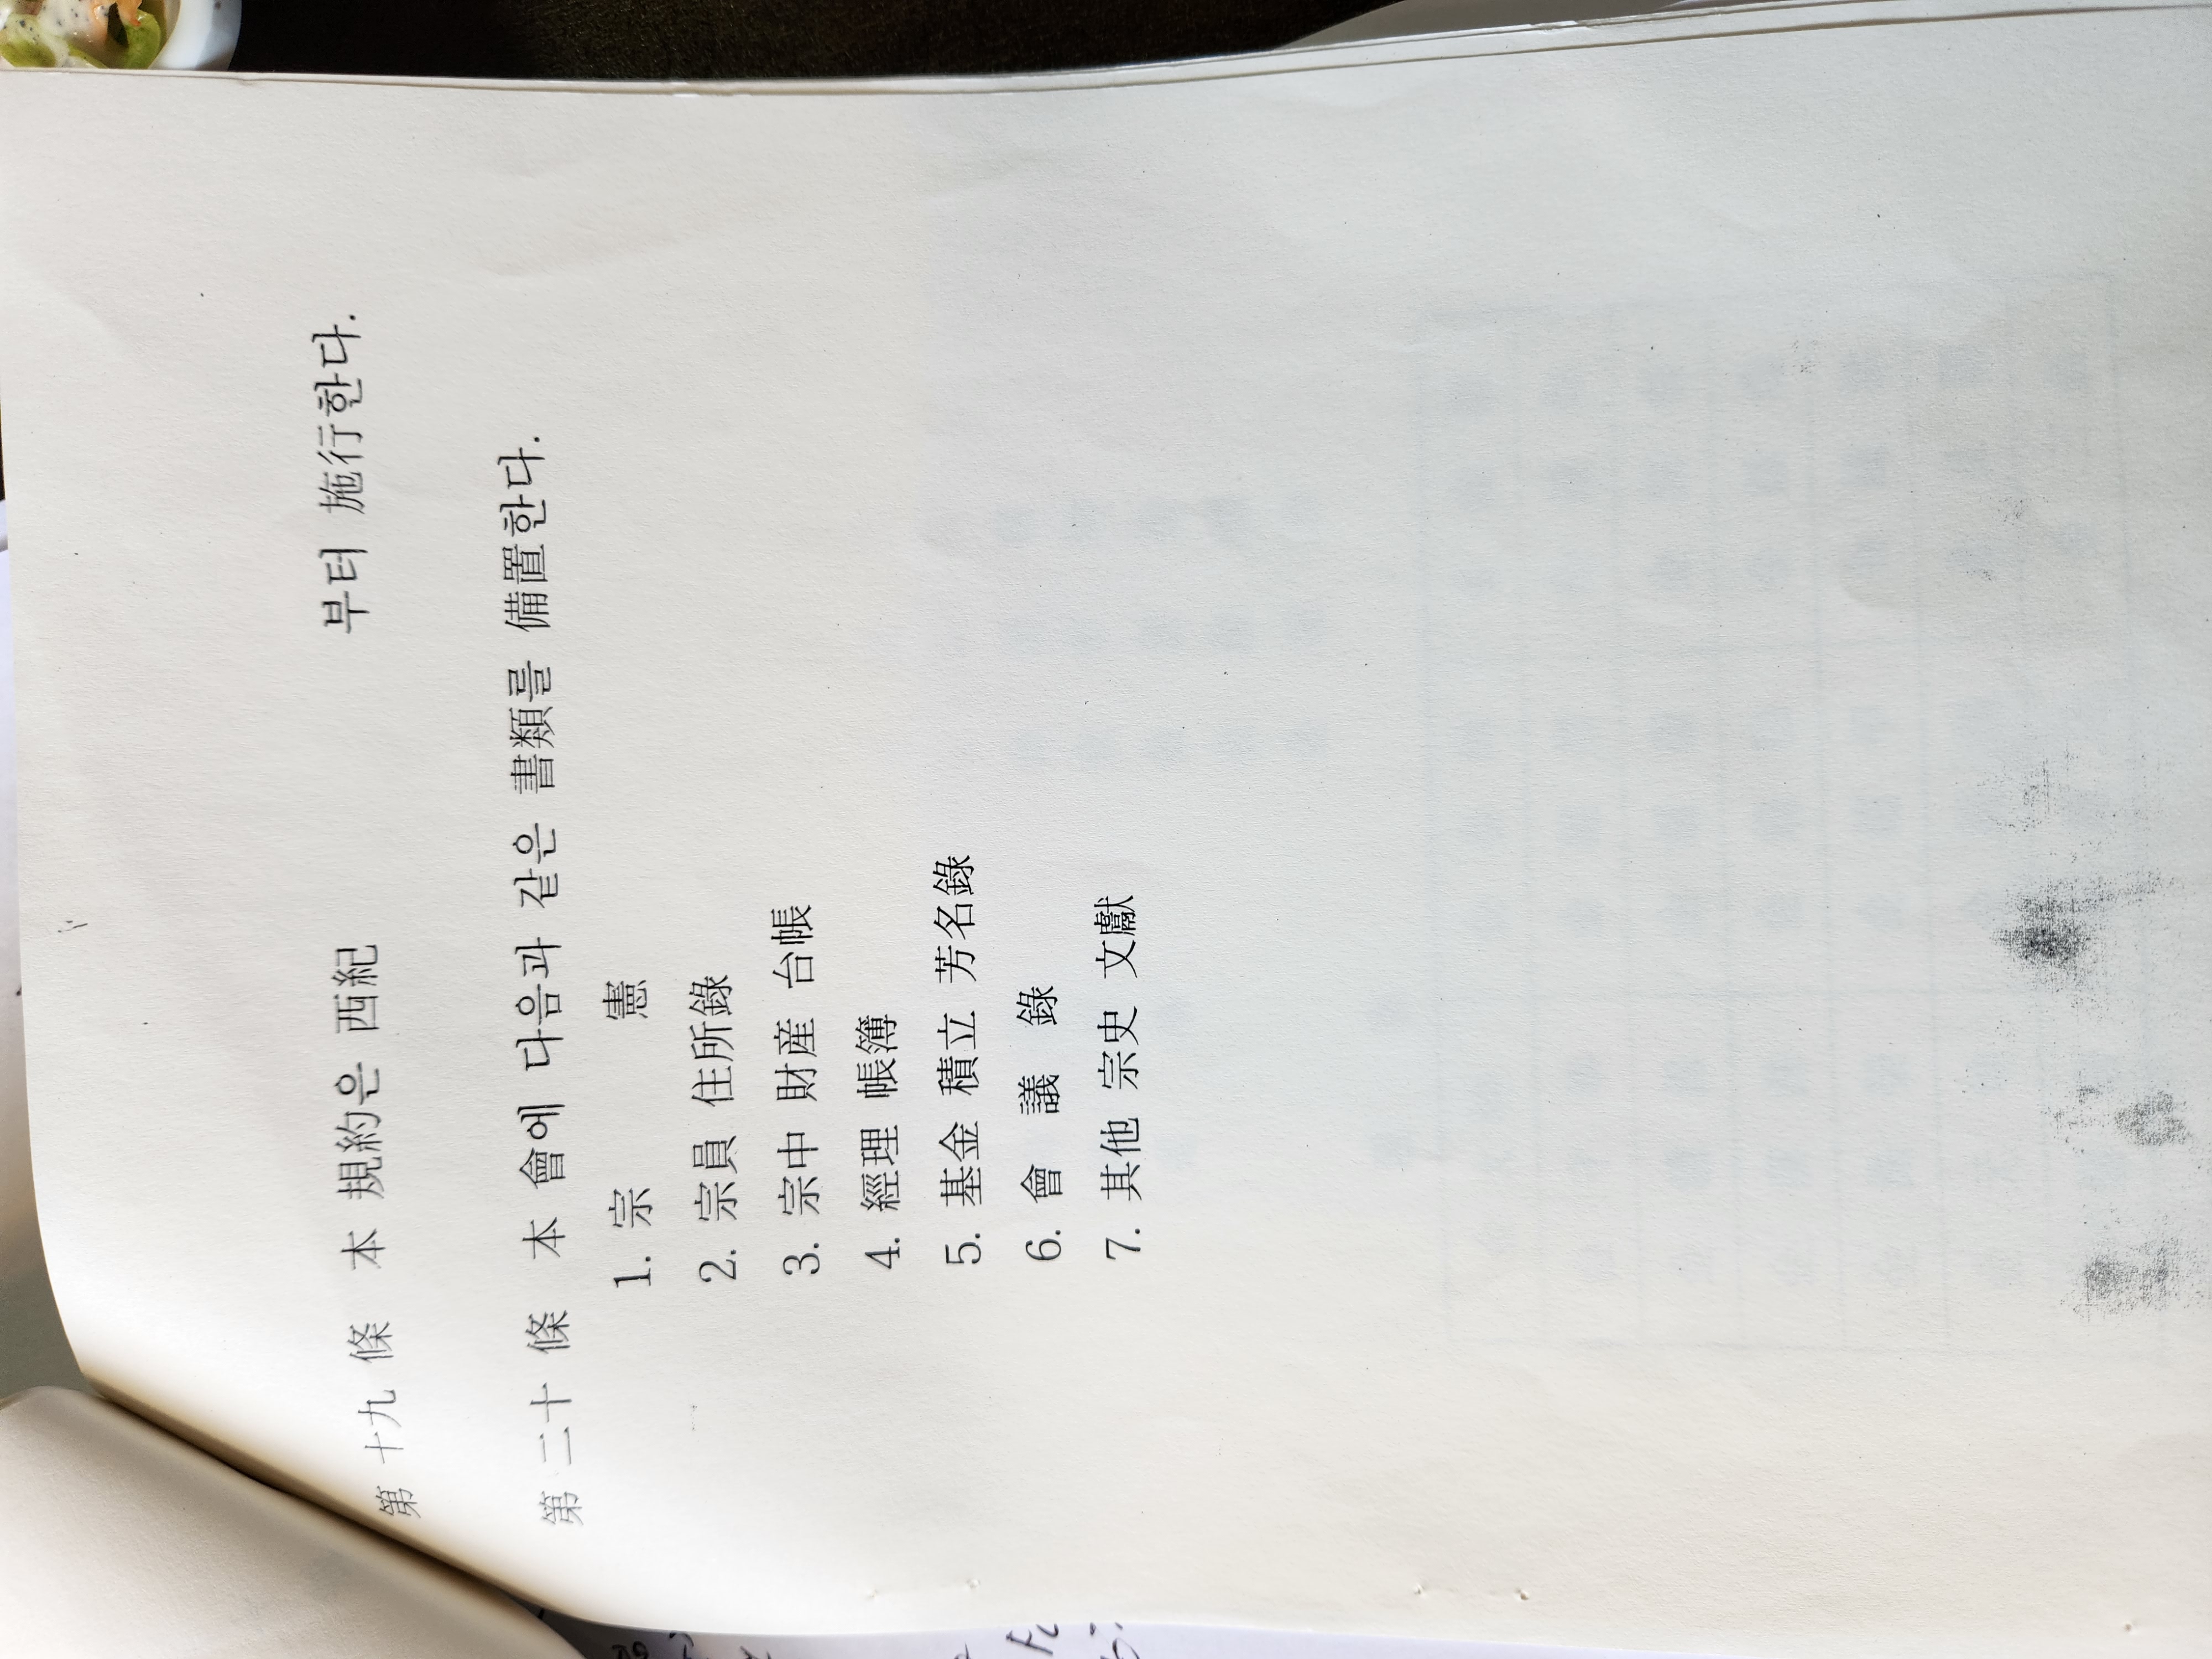 第 十九 條 本 規約은 西紀 부터 施行한다.
第 二十 條 本 會에 다음과 같은 書類를 備置한다.
1. 宗 憲
2. 宗員 住所錄
3. 宗中 財産 台帳
4. 經理 帳簿
5. 基金 積立 芳名錄
6. 會 議 錄
7. 其他 宗史 文獻